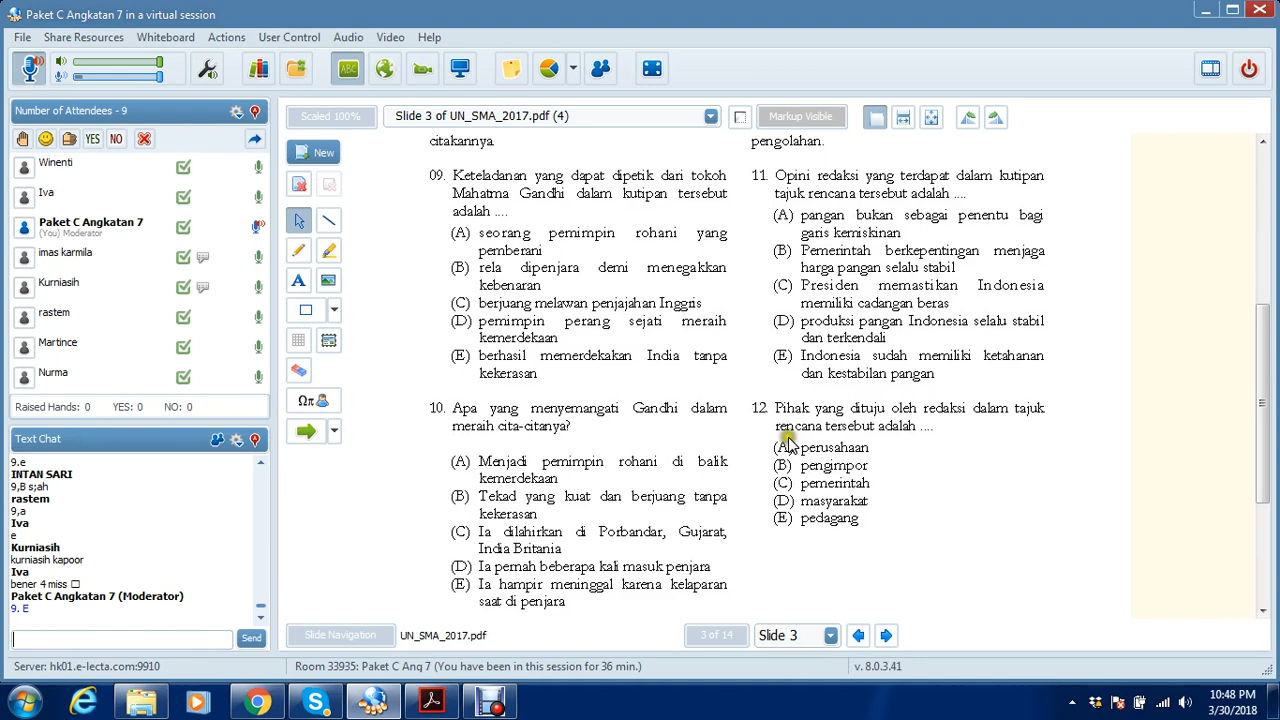 Paket C Angkatan 7 in a virtual session
File Share Resources Whiteboard Actions User Control Audio Video Help
ABC
Number of Attendees - 9
YES NO
Winenti
Iva
Paket C Angkatan 7
(You) Moderator
imas karmila
Kurniasih
rastem
Martince
Nurma
Raised Hands: 0 YES: 0 NO: 0
Text Chat
9.e
INTAN SARI
9,B s;ah
rastem
9,a
Iva
e
Kurniasih
kurniasih kapoor
Iva
bener 4 miss □
Paket C Angkatan 7 (Moderator)
9. E
Send
Scaled 100%
Slide 3 of UN_SMA_2017.pdf (4)
Markup Visible
New
A
Ωπ
citakannya
09. Keteladanan yang dapat dipetik dari tokoh
Mahatma Gandhi dalam kutipan tersebut
adalah ....
(A) seorang pemimpin rohani yang
pemberani
(B) rela dipenjara demi menegakkan
kebenaran
(C) berjuang melawan penjajahan Inggris
(D) pemimpin perang sejati meraih
kemerdekaan
(E) berhasil memerdekakan India tanpa
kekerasan
10. Apa yang menyemangati Gandhi dalam
meraih cita-citanya?
(A) Menjadi pemimpin rohani di balik
kemerdekaan
(B) Tekad yang kuat dan berjuang tanpa
kekerasan
(C) Ia dilahirkan di Porbandar, Gujarat,
India Britania
(D) Ia pernah beberapa kali masuk penjara
(E) Ia hampir meninggal karena kelaparan
saat di penjara
pengolahan.
11. Opini redaksi yang terdapat dalam kutipan
tajuk rencana tersebut adalah ....
(A) pangan bukan sebagai penentu bagi
garis kemiskinan
(B) Pemerintah berkepentingan menjaga
harga pangan selalu stabil
(C) Presiden memastikan Indonesia
memiliki cadangan beras
(D) produksi pangan Indonesia selalu stabil
dan terkendali
(E) Indonesia sudah memiliki ketahanan
dan kestabilan pangan
12. Pihak yang dituju oleh redaksi dalam tajuk
rencana tersebut adalah ....
(A) perusahaan
(B) pengimpor
(C) pemerintah
(D) masyarakat
(E) pedagang
Slide Navigation UN_SMA_2017.pdf 3 of 14 Slide 3
Server: hk01.e-lecta.com:9910 Room 33935: Paket C Ang 7 (You have been in this session for 36 min.) v. 8.0.3.41
10:48 PM
3/30/2018